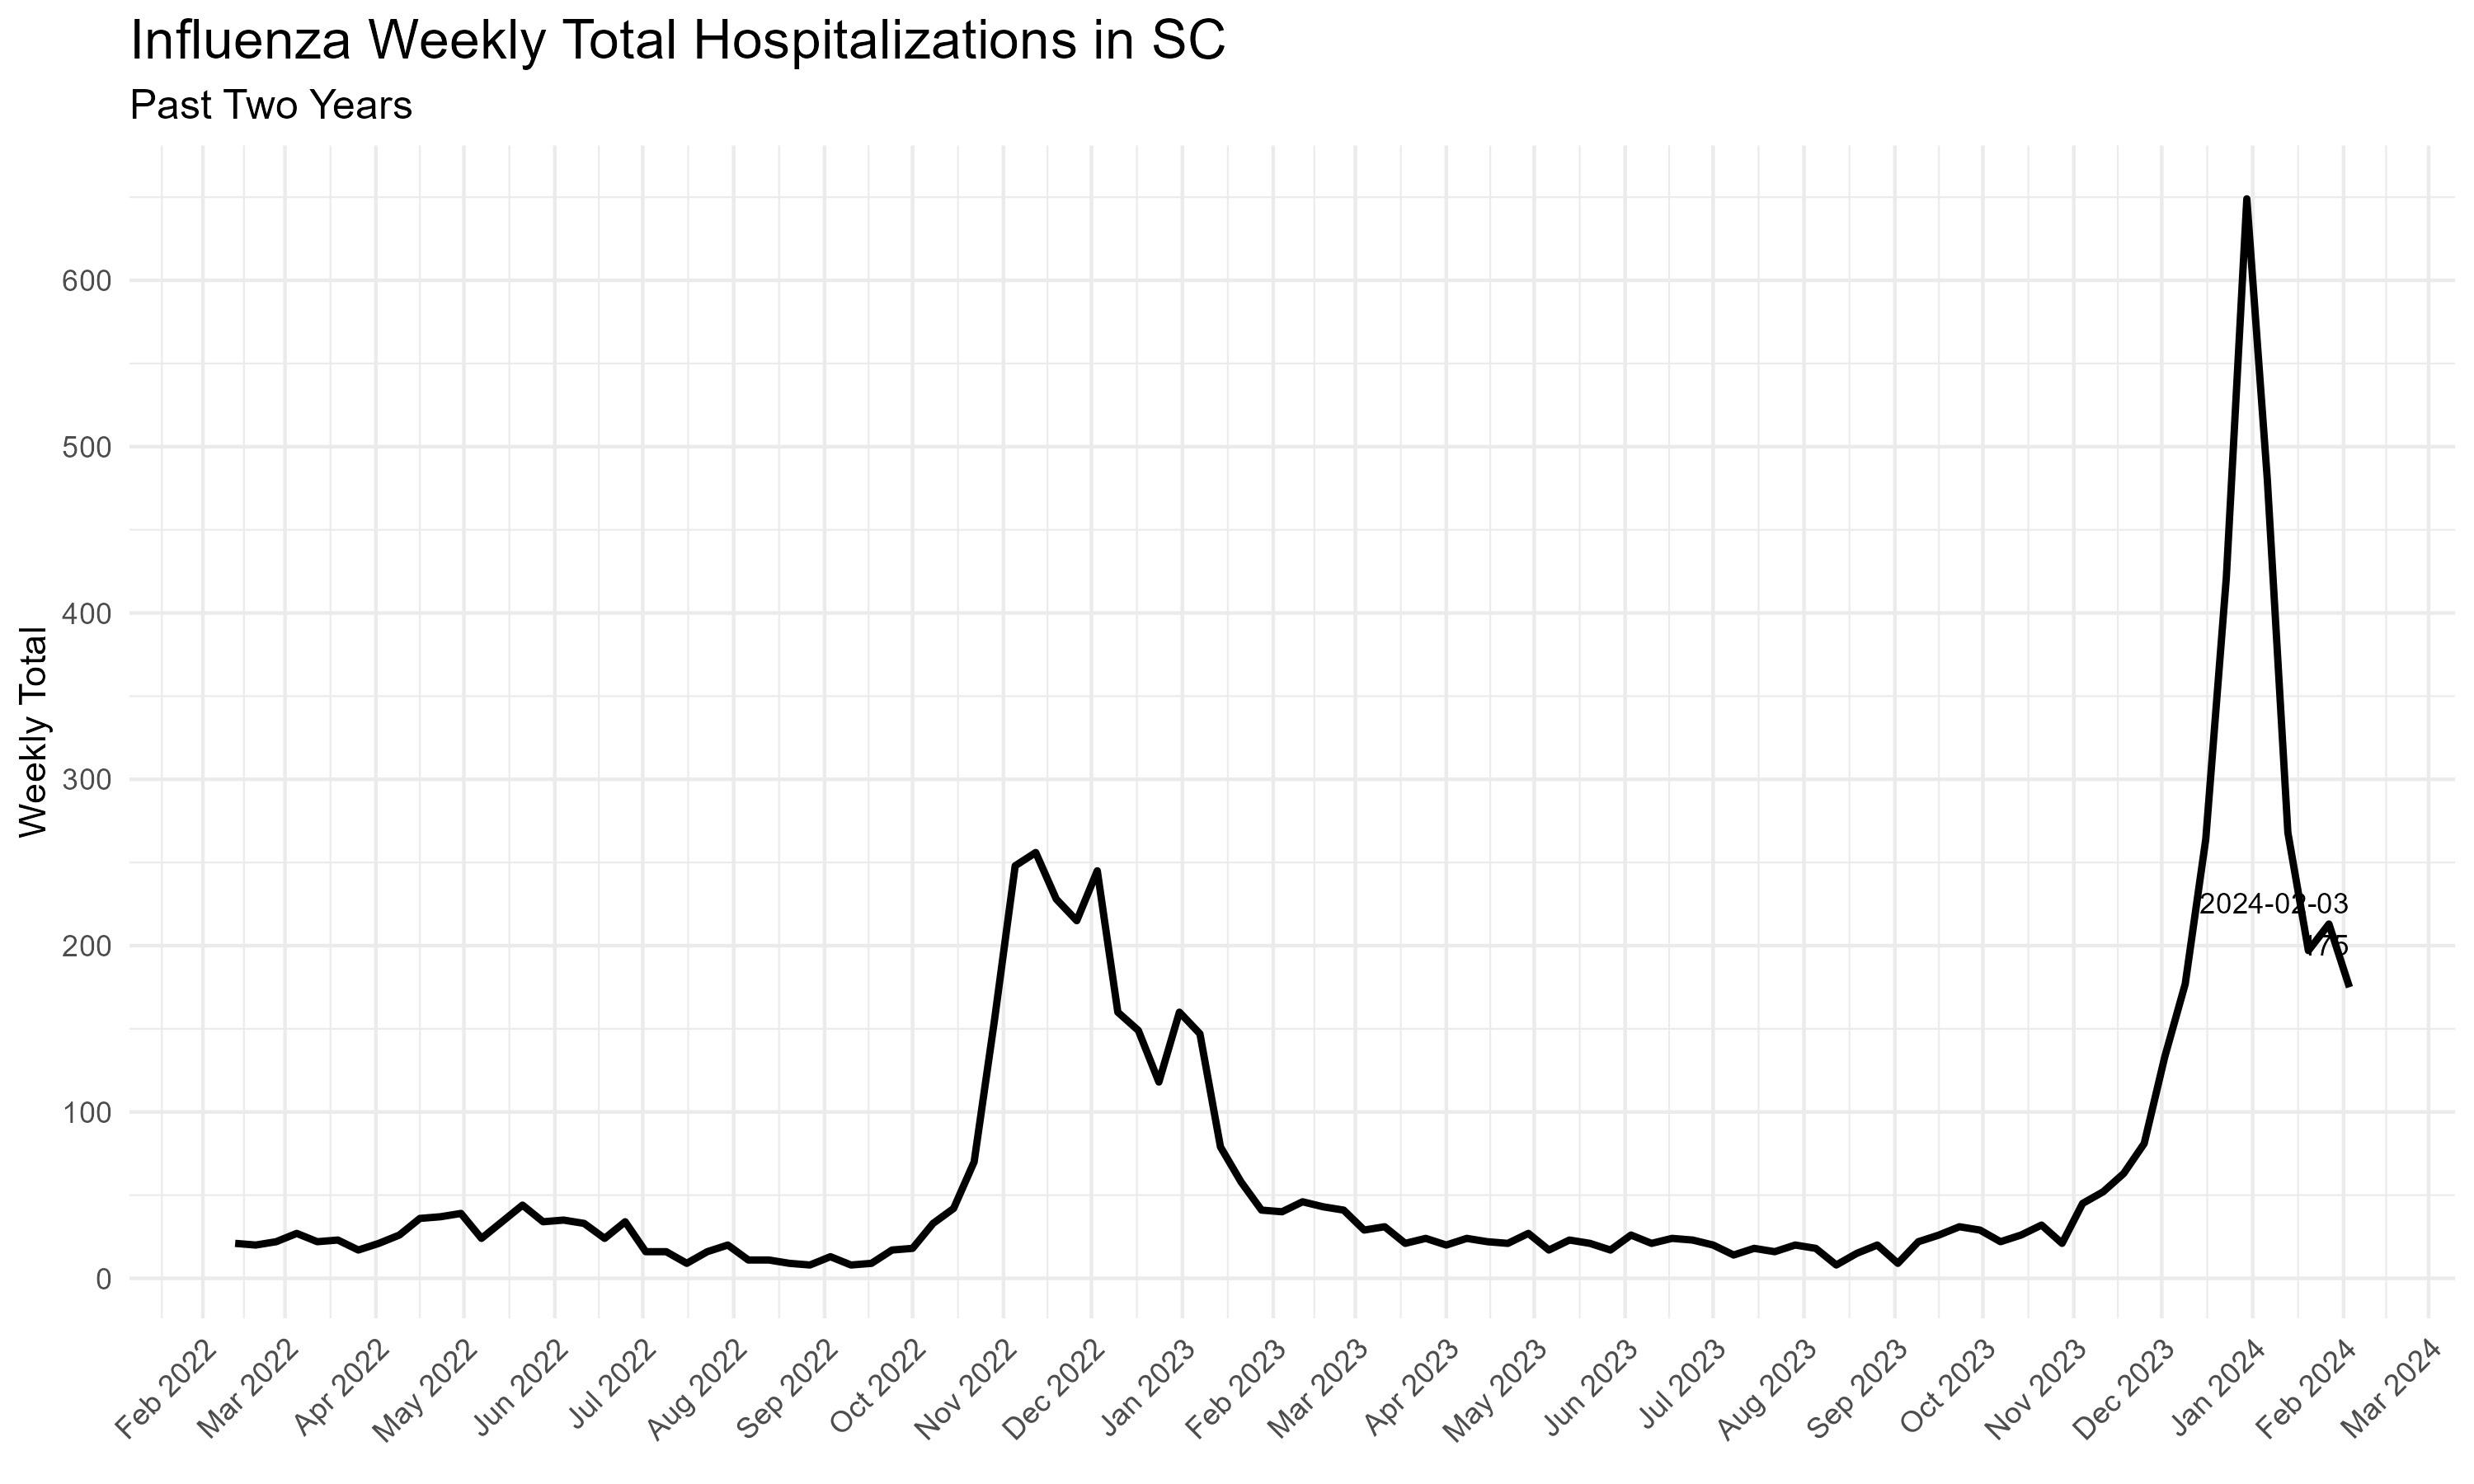 Influenza Weekly Total Hospitalizations in SC
Past Two Years
Weekly Total
600
500
400
300
200
100
0
2024-02-03
175
Feb 2022
Mar 2022
Apr 2022
May 2022
Jun 2022
Jul 2022
Aug 2022
Sep 2022
Oct 2022
Nov 2022
Dec 2022
Jan 2023
Feb 2023
Mar 2023
Apr 2023
May 2023
Jun 2023
Jul 2023
Aug 2023
Sep 2023
Oct 2023
Nov 2023
Dec 2023
Jan 2024
Feb 2024
Mar 2024